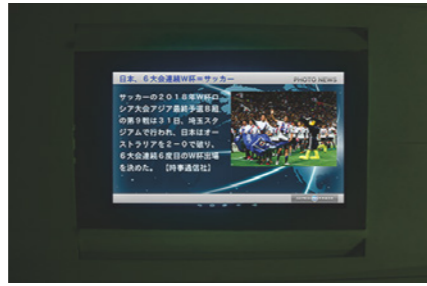 日本、６大会連続Ｗ杯＝サッカー
PHOTO NEWS
サッカーの２０１８年Ｗ杯ロ
シア大会アジア最終予選Ｂ組
の第９戦は３１日、埼玉スタ
ジアムで行われ、日本はオー
ストラリアを２－０で破り、
６大会連続６度目のＷ杯出場
を決めた。【時事通信社】